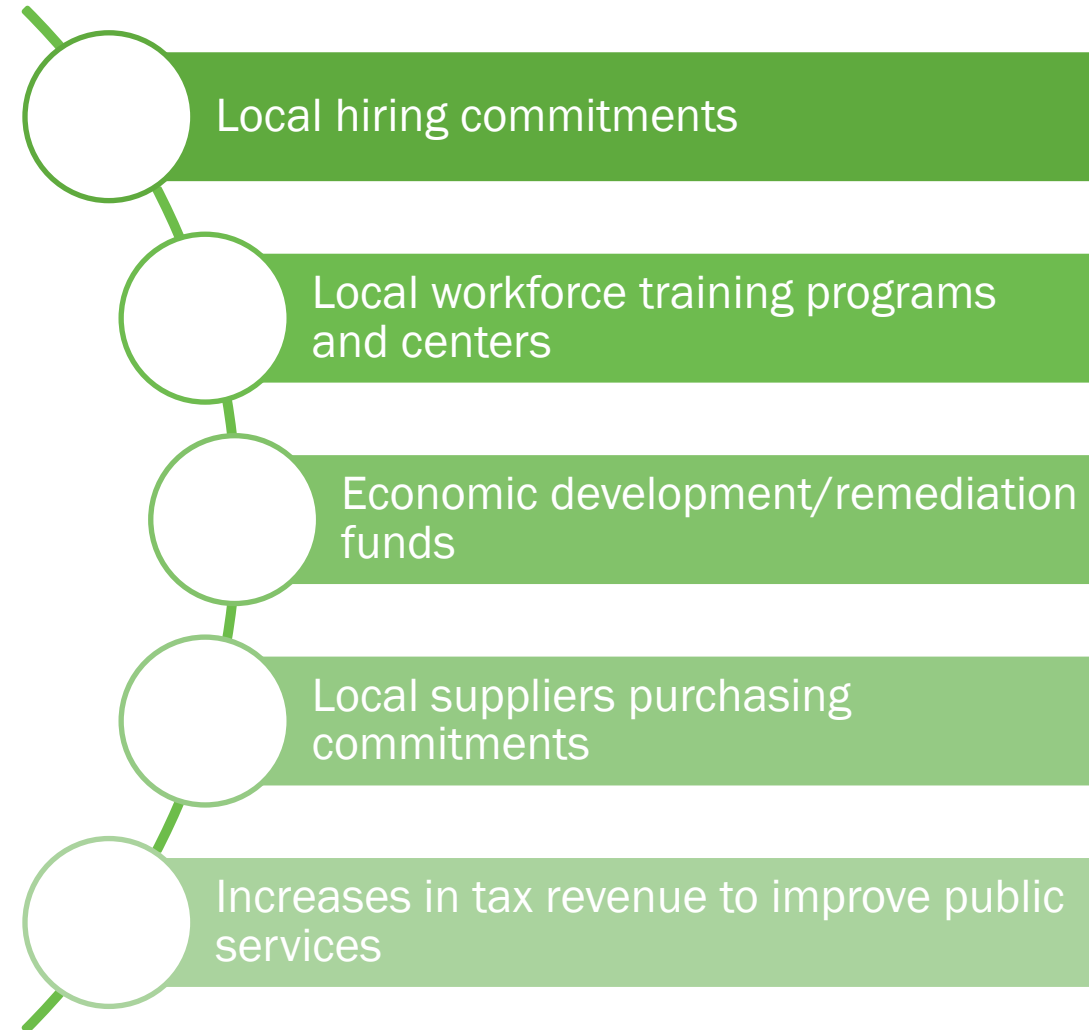 Local hiring commitments
Local workforce training programs
and centers
Economic development/remediation
funds
Local suppliers purchasing
commitments
Increases in tax revenue to improve public
services